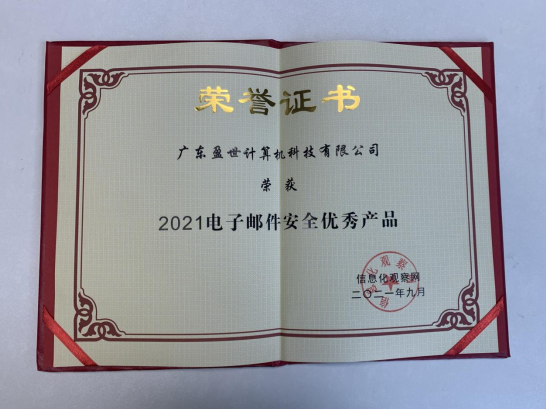 荣誉证书
广东盈世计算机科技有限公司
荣 获
2021电子邮件安全优秀产品
信息化观察网
二〇二一年九月